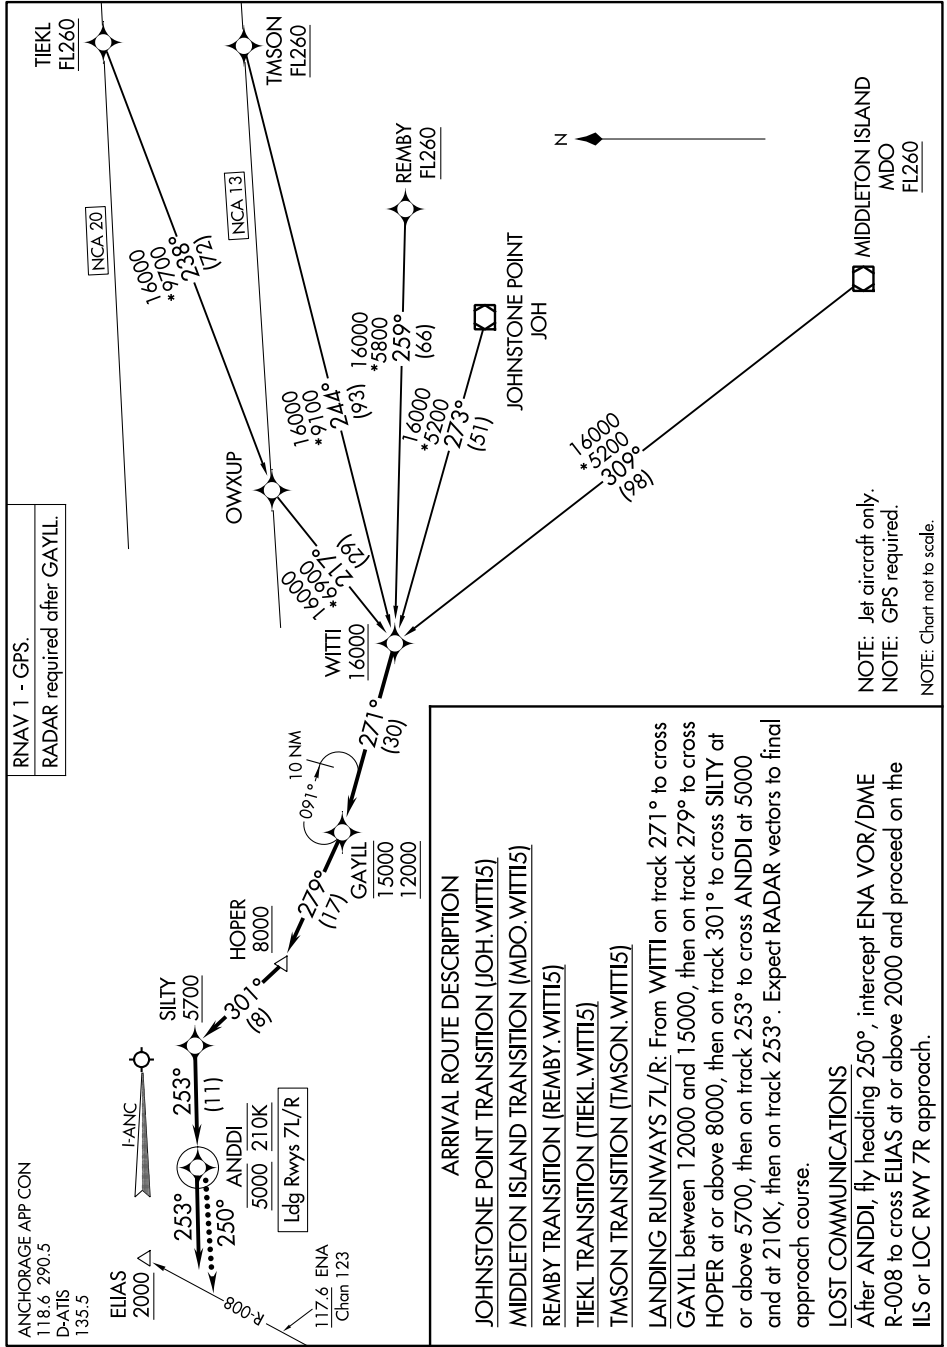 ANCHORAGE APP CON
118.6 290.5
D-ATIS
135.5
RNAV 1 - GPS.
RADAR required after GAYLL.
TIEKL
FL260
TMSON
FL260
NCA 20
NCA 13
16000
*9700
238°
(72)
REMBY
FL260
N
OWXUP
16000
*9100
244°
(93)
16000
*5800
259°
(66)
JOHNSTONE POINT
JOH
16000
*5200
273°
(51)
MIDDLETON ISLAND
MDO
FL260
16000
*5200
309°
(98)
16000
*6900
217°
(29)
WITTI
16000
271°
(30)
10 NM
091°
GAYLL
15000
12000
279°
(17)
HOPER
8000
301°
(8)
SILTY
5700
I-ANC
253°
(11)
ANDDI
5000 210K
Ldg Rwys 7L/R
253°
250°
ELIAS
2000
R-008
117.6 ENA
Chan 123
NOTE: Jet aircraft only.
NOTE: GPS required.
NOTE: Chart not to scale.
ARRIVAL ROUTE DESCRIPTION
JOHNSTONE POINT TRANSITION (JOH.WITTI5)
MIDDLETON ISLAND TRANSITION (MDO.WITTI5)
REMBY TRANSITION (REMBY.WITTI5)
TIEKL TRANSITION (TIEKL.WITTI5)
TMSON TRANSITION (TMSON.WITTI5)
LANDING RUNWAYS 7L/R: From WITTI on track 271° to cross
GAYLL between 12000 and 15000, then on track 279° to cross
HOPER at or above 8000, then on track 301° to cross SILTY at
or above 5700, then on track 253° to cross ANDDI at 5000
and at 210K, then on track 253°. Expect RADAR vectors to final
approach course.
LOST COMMUNICATIONS
After ANDDI, fly heading 250°, intercept ENA VOR/DME
R-008 to cross ELIAS at or above 2000 and proceed on the
ILS or LOC RWY 7R approach.